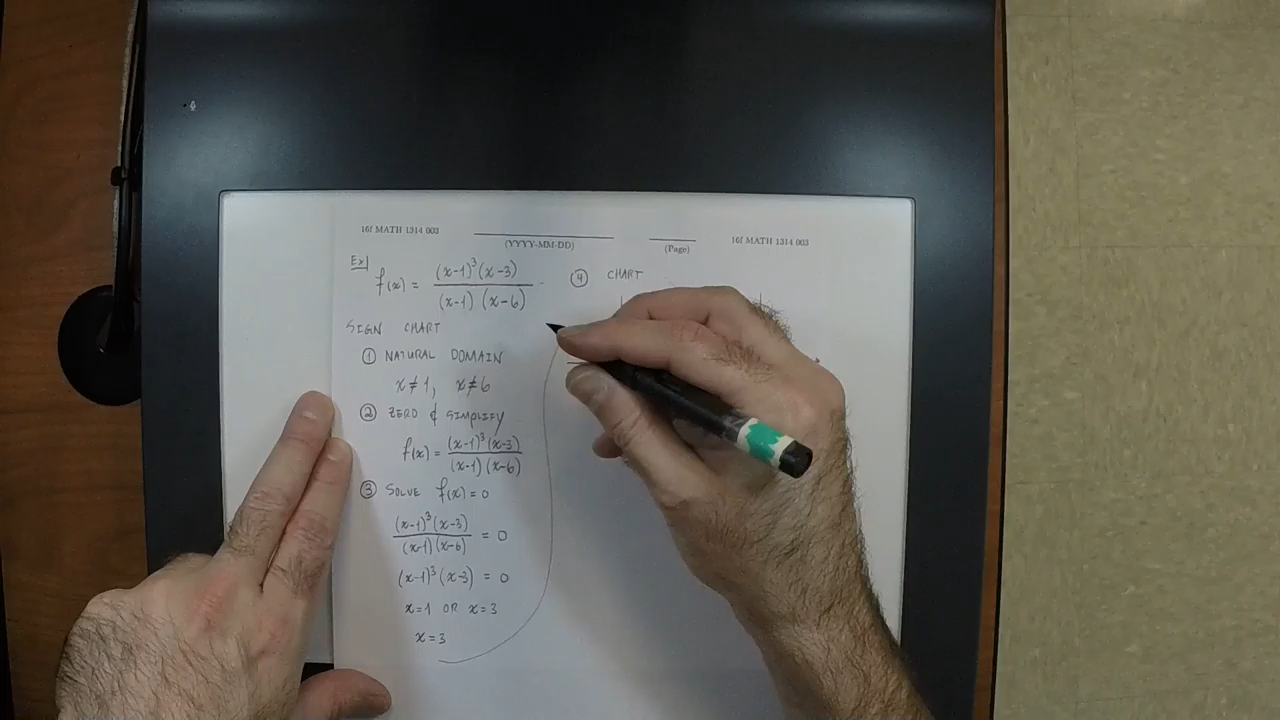 16f MATH 1314 003
(YYYY-MM-DD)
(Page)
16f MATH 1314 003
Ex1 f(x) = (x-1)³(x-3) / (x-1)(x-6)
SIGN CHART
① NATURAL DOMAIN
x≠1, x≠6
② ZERO & SIMPLIFY
f(x) = (x-1)³(x-3) / (x-1)(x-6)
③ SOLVE f(x) = 0
(x-1)³(x-3) / (x-1)(x-6) = 0
(x-1)³(x-3) = 0
x=1 OR x=3
x=3
④ CHART